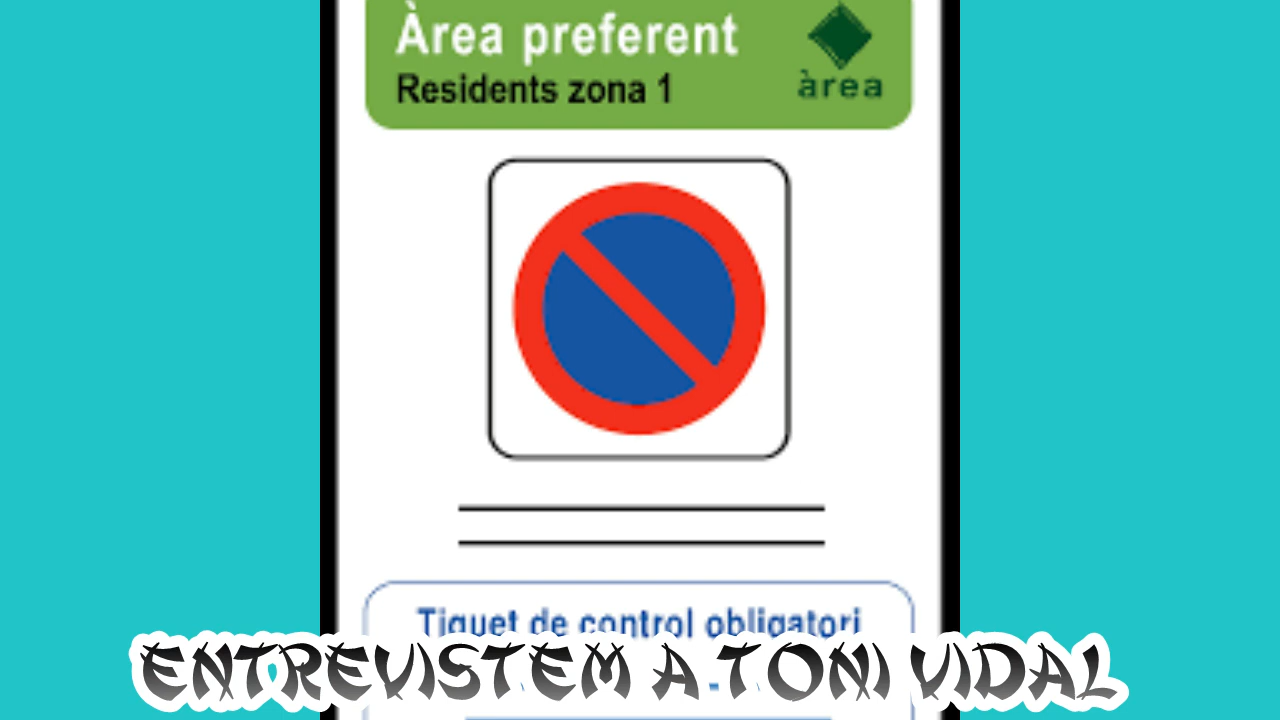 Àrea preferent
Residents zona 1
àrea
Tiquet de control obligatori
ENTREVISTEM A TONI VIDAL